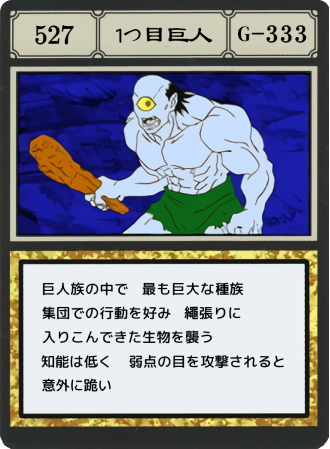 527
1つ目巨人
G-333
巨人族の中で　最も巨大な種族
集団での行動を好み　縄張りに
入りこんできた生物を襲う
知能は低く　弱点の目を攻撃されると
意外に跪い